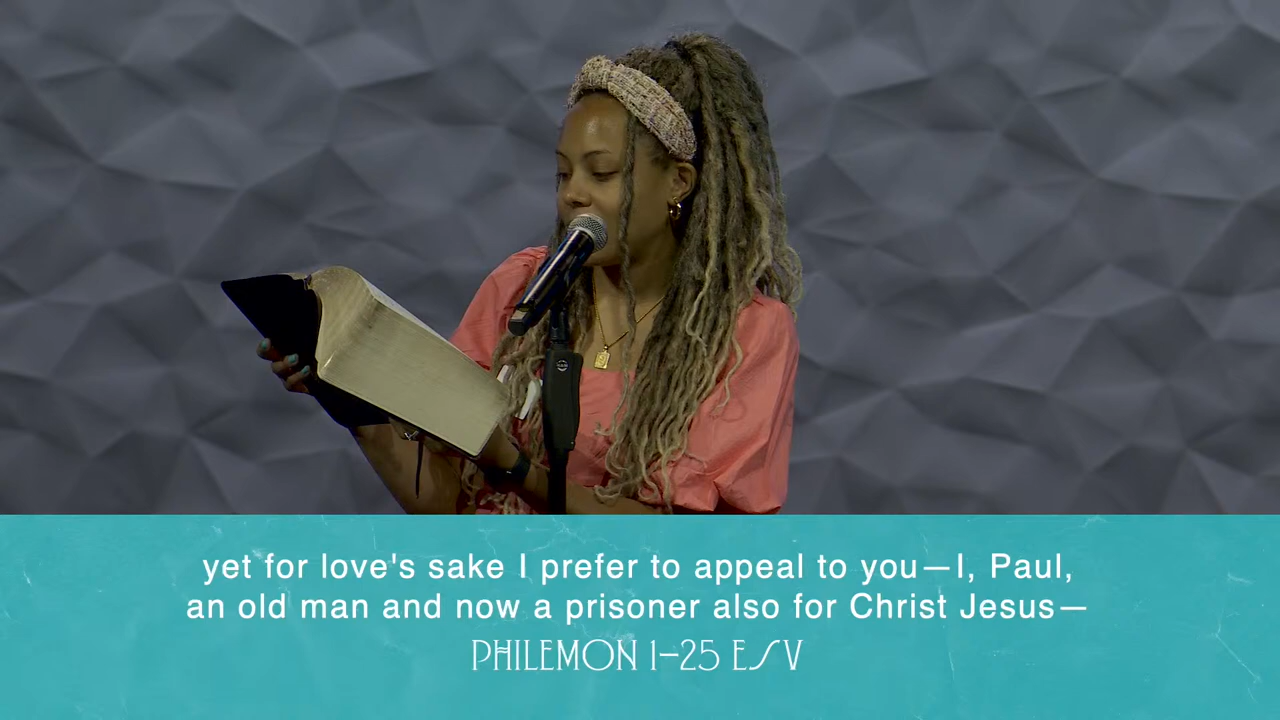 yet for love's sake I prefer to appeal to you—I, Paul,
an old man and now a prisoner also for Christ Jesus—
PHILEMON 1–25 ESV